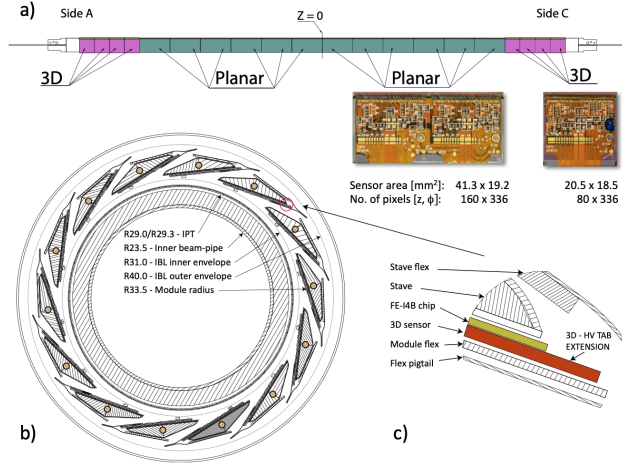 a)
Side A
Z = 0
Side C
3D
Planar
Planar
3D
Sensor area [mm²]: 41.3 x 19.2 20.5 x 18.5
No. of pixels [z, ϕ]: 160 x 336 80 x 336
R29.0/R29.3 - IPT
R23.5 - Inner beam-pipe
R31.0 - IBL inner envelope
R40.0 - IBL outer envelope
R33.5 - Module radius
Stave flex
Stave
FE-I4B chip
3D sensor
Module flex
Flex pigtail
3D - HV TAB
EXTENSION
b)
c)